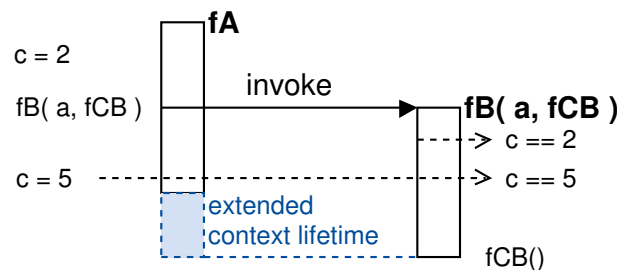 fA
c = 2
invoke
fB( a, fCB )
fB( a, fCB )
c == 2
c = 5
c == 5
extended
context lifetime
fCB()